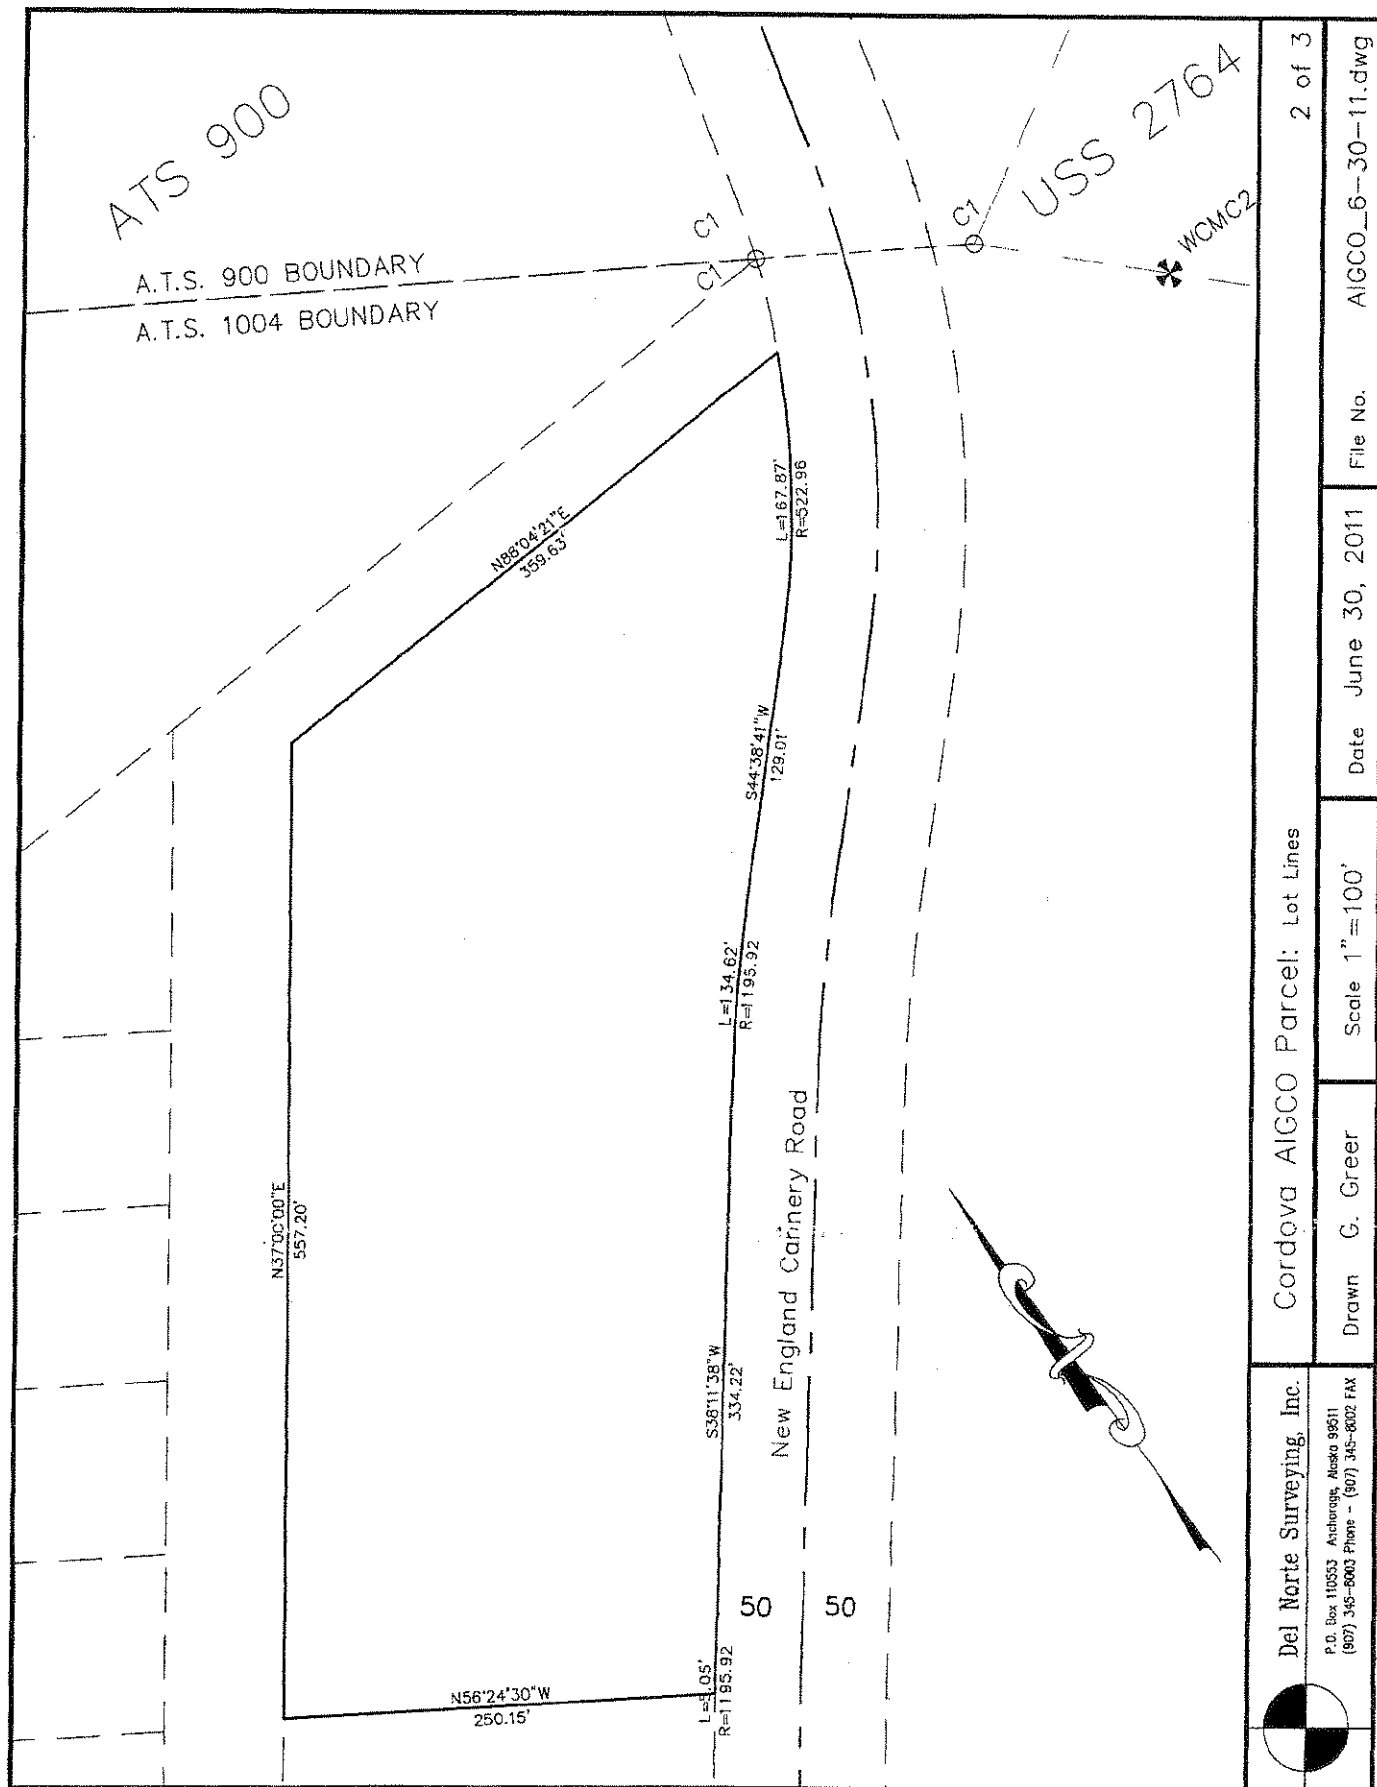 ATS 900
A.T.S. 900 BOUNDARY
A.T.S. 1004 BOUNDARY
C1
C1
C1
USS 2764
WCMC2
N88°04'21"E
359.63'
L=167.87'
R=522.96
S44°38'41"W
129.01'
L=134.62'
R=1195.92
N37°00'00"E
557.20'
S38°11'38"W
334.22'
New England Cannery Road
50
50
N56°24'30"W
250.15'
L=5.05'
R=1195.92
Del Norte Surveying, Inc.
P.O. Box 110553 Anchorage, Alaska 99511
(907) 345-8003 Phone - (907) 345-8002 FAX
Cordova AIGCO Parcel: Lot Lines
2 of 3
Drawn G. Greer
Scale 1"=100'
Date June 30, 2011
File No. AIGCO_6-30-11.dwg